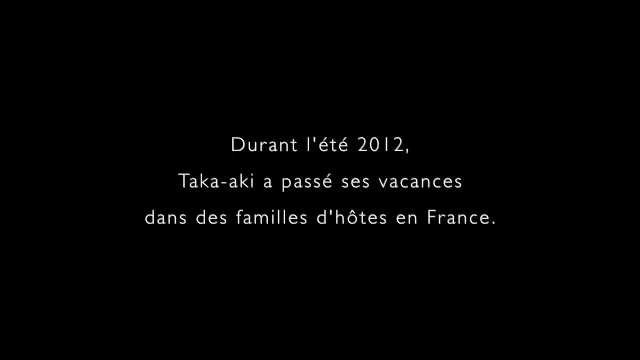 Durant l'été 2012,
Taka-aki a passé ses vacances
dans des familles d'hôtes en France.